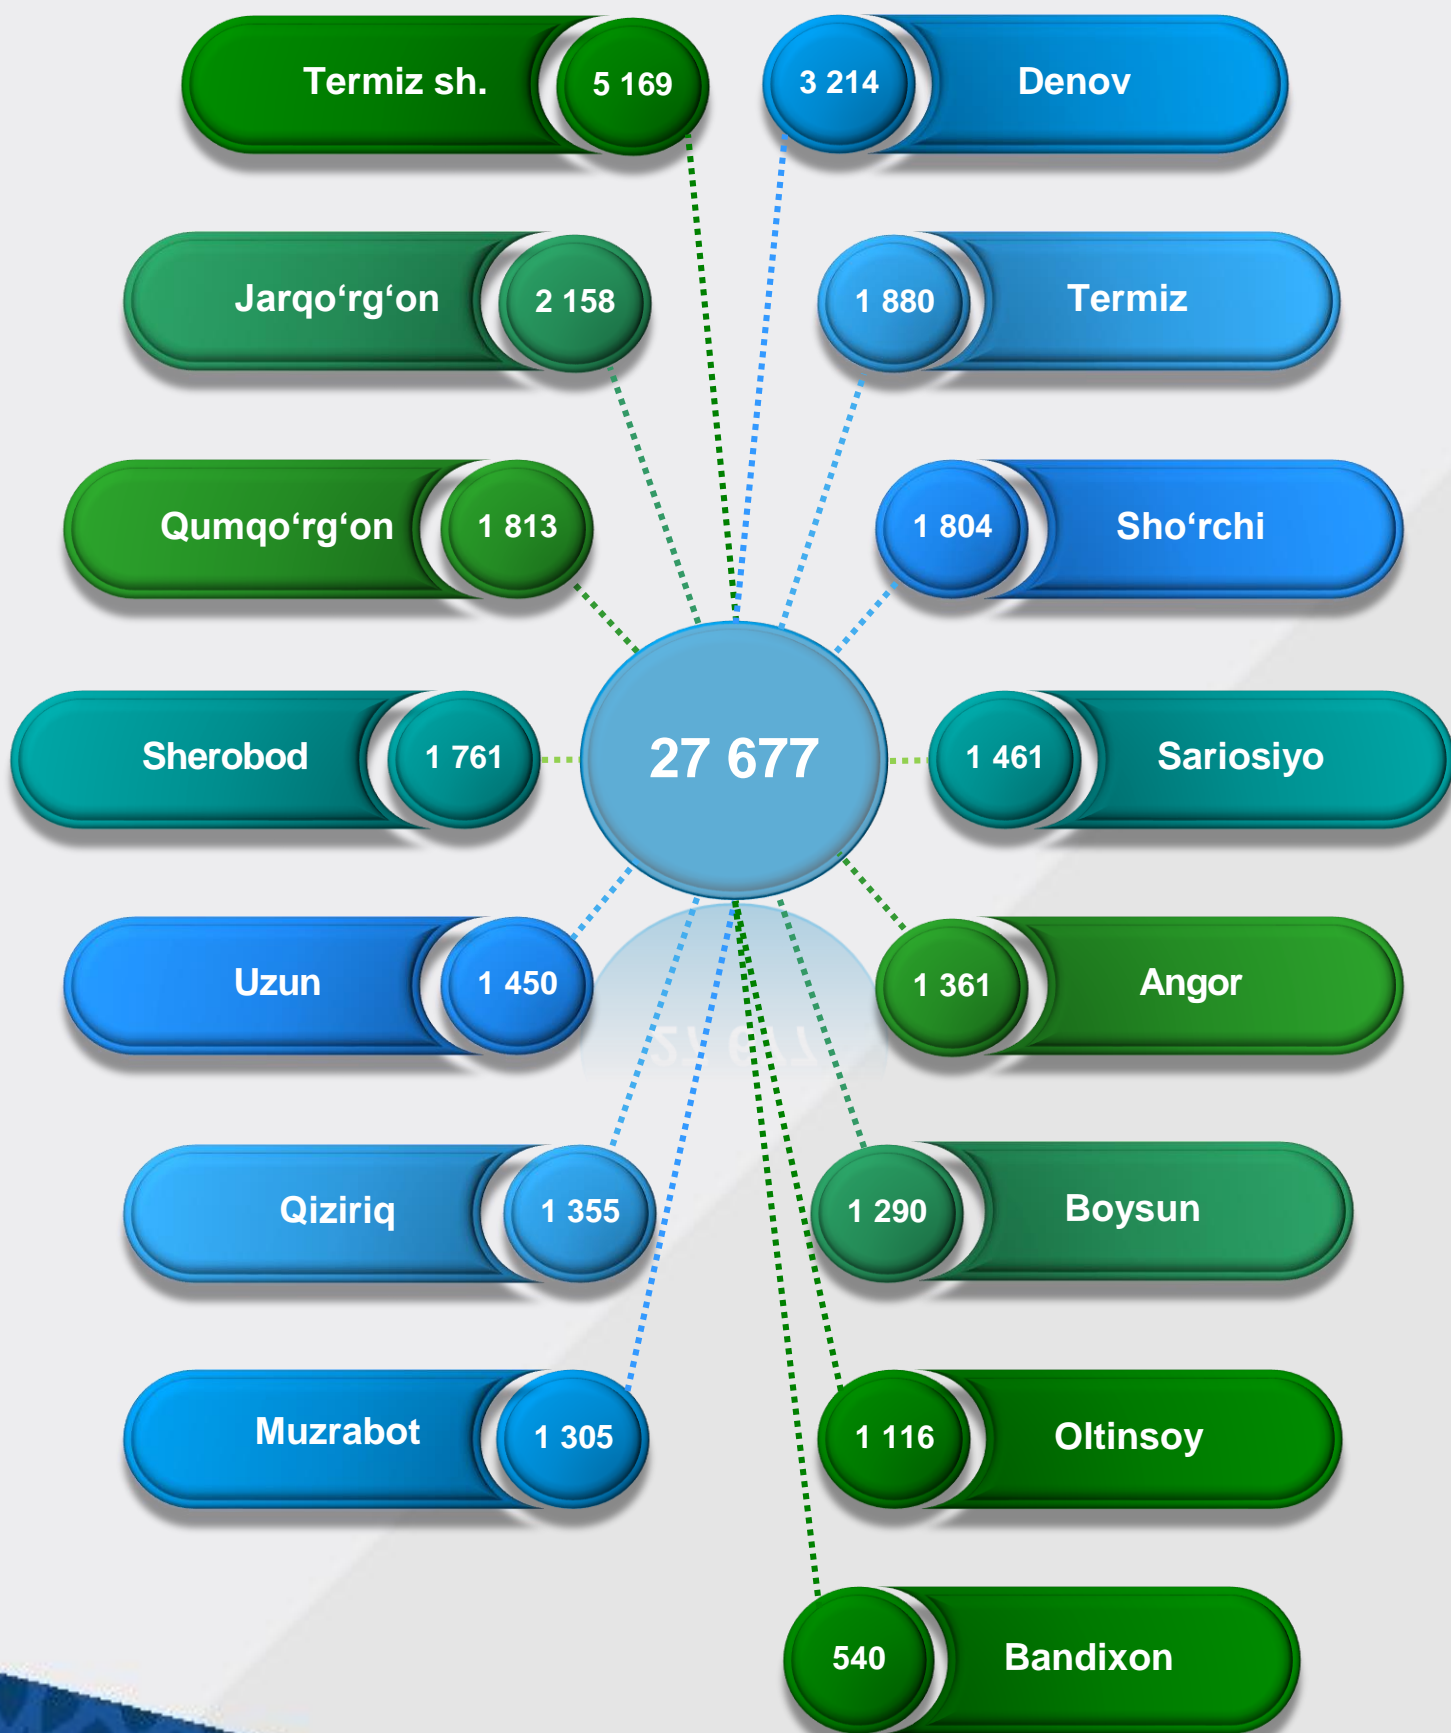 Termiz sh. 5 169
3 214 Denov
Jarqo‘rg‘on 2 158
1 880 Termiz
Qumqo‘rg‘on 1 813
1 804 Sho‘rchi
Sherobod 1 761
27 677
1 461 Sariosiyo
Uzun 1 450
1 361 Angor
27 677
Qiziriq 1 355
1 290 Boysun
Muzrabot 1 305
1 116 Oltinsoy
540 Bandixon